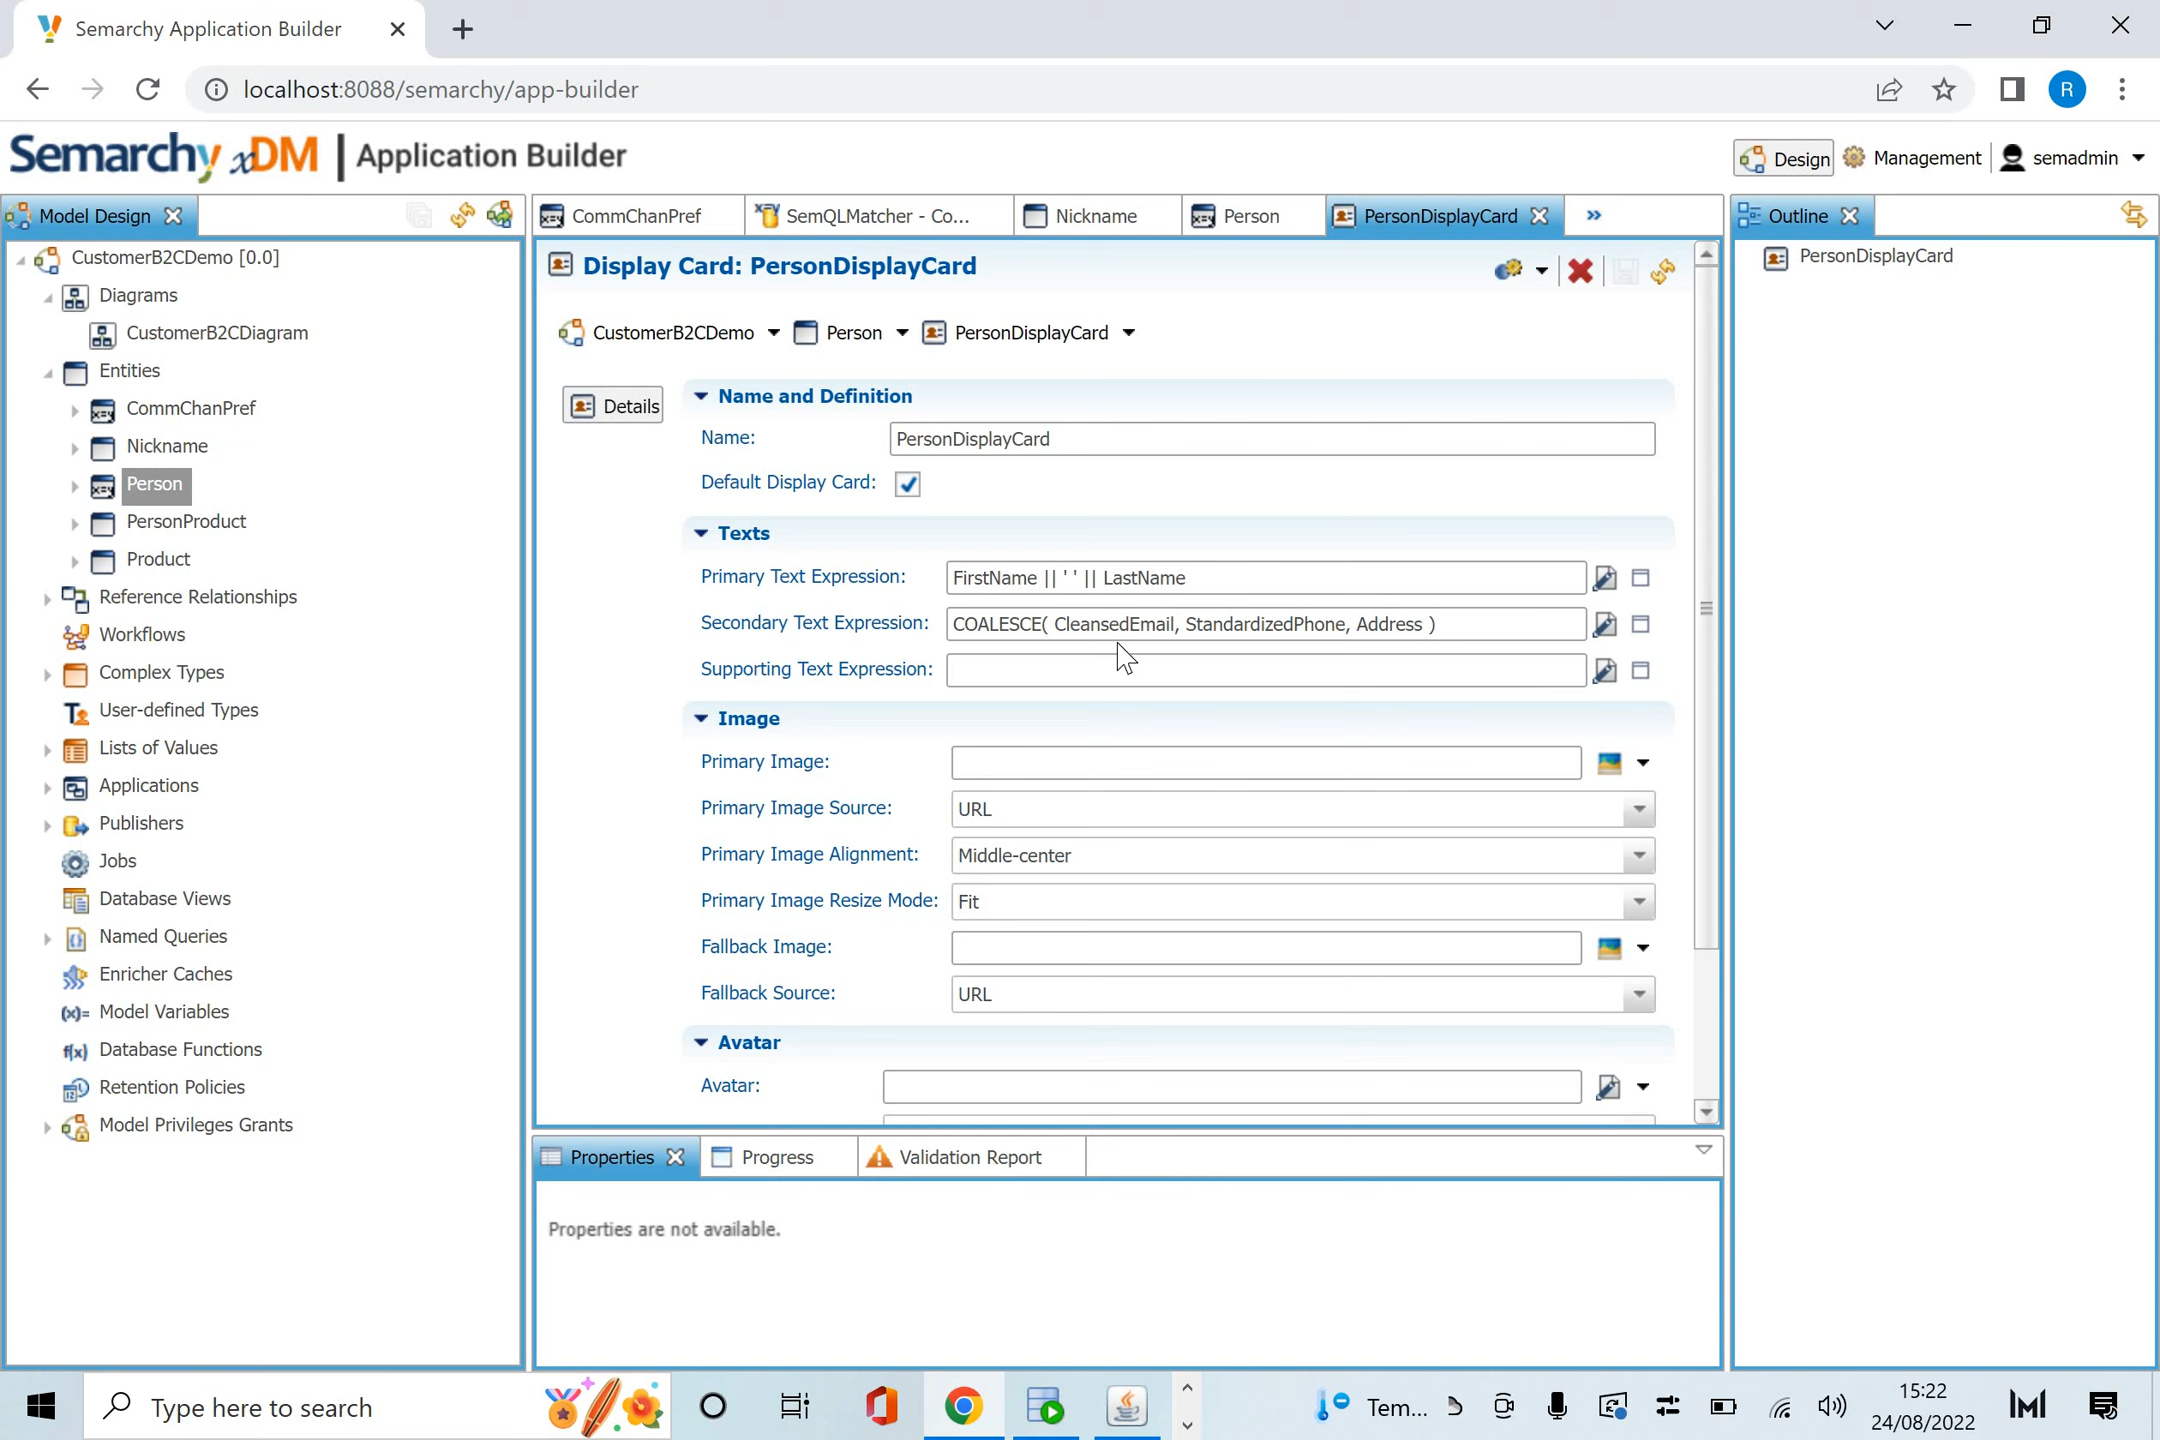 Semarchy Application Builder
localhost:8088/semarchy/app-builder
R
Semarchy xDM | Application Builder
Design
Management
semadmin
Model Design
CommChanPref
SemQLMatcher - Co...
Nickname
Person
PersonDisplayCard
»
Outline
CustomerB2CDemo [0.0]
Diagrams
CustomerB2CDiagram
Entities
CommChanPref
Nickname
Person
PersonProduct
Product
Reference Relationships
Workflows
Complex Types
User-defined Types
Lists of Values
Applications
Publishers
Jobs
Database Views
Named Queries
Enricher Caches
Model Variables
Database Functions
Retention Policies
Model Privileges Grants
Display Card: PersonDisplayCard
CustomerB2CDemo
Person
PersonDisplayCard
Details
Name and Definition
Name: PersonDisplayCard
Default Display Card:
Texts
Primary Text Expression: FirstName || ' ' || LastName
Secondary Text Expression: COALESCE( CleansedEmail, StandardizedPhone, Address )
Supporting Text Expression:
Image
Primary Image:
Primary Image Source: URL
Primary Image Alignment: Middle-center
Primary Image Resize Mode: Fit
Fallback Image:
Fallback Source: URL
Avatar
Avatar:
PersonDisplayCard
Properties
Progress
Validation Report
Properties are not available.
Type here to search
Tem...
15:22
24/08/2022